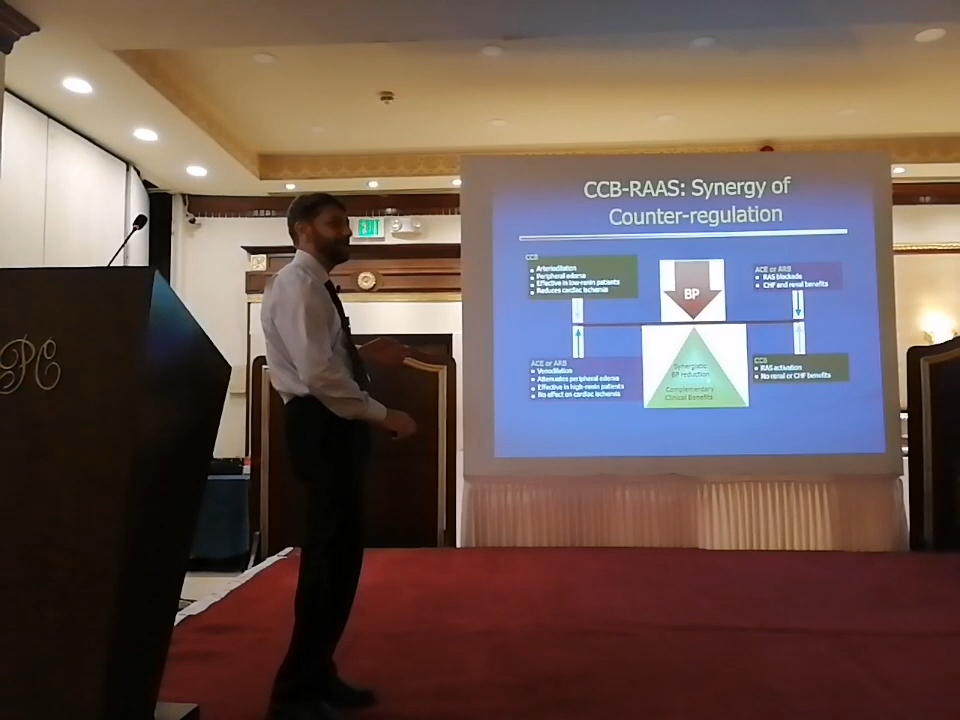 CCB-RAAS: Synergy of
Counter-regulation
CCB
Arteriodilation
Peripheral edema
Effective in low-renin patients
Reduces cardiac ischemia
BP
ACE or ARB
RAS blockade
CHF and renal benefits
ACE or ARB
Venodilation
Attenuates peripheral edema
Effective in high-renin patients
No effect on cardiac ischemia
Synergistic
BP reduction
Complementary
Clinical Benefits
CCB
RAS activation
No renal or CHF benefits
PC